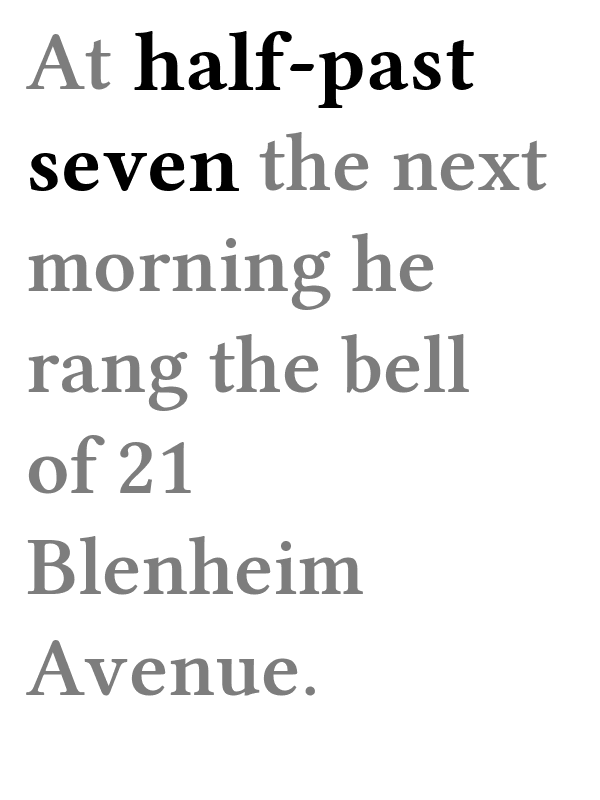 At half-past
seven the next
morning he
rang the bell
of 21
Blenheim
Avenue.